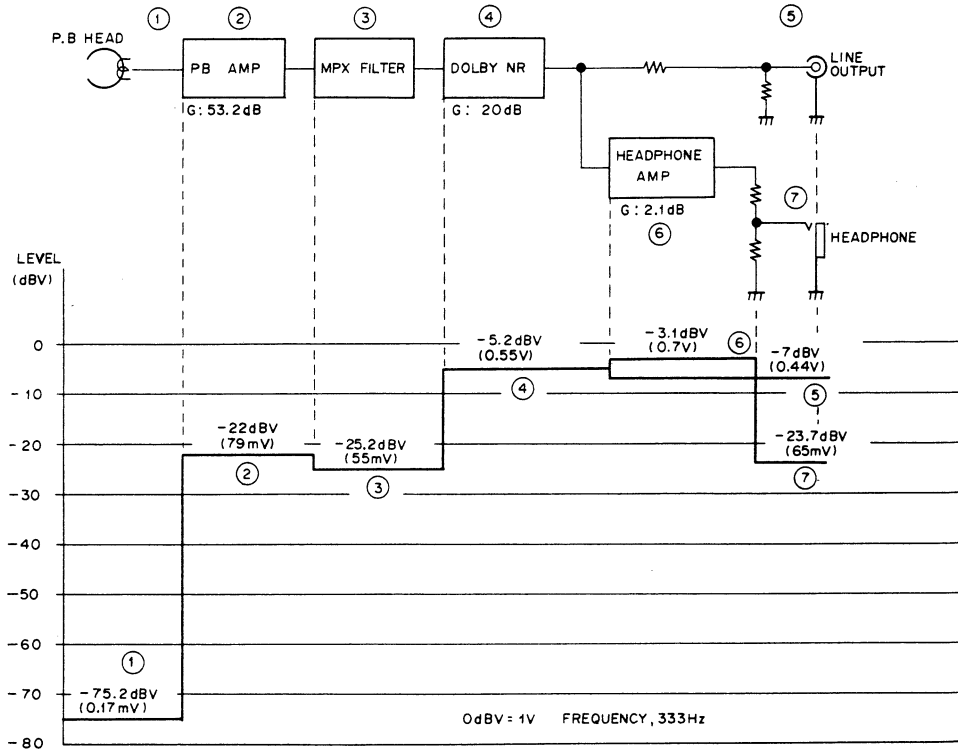 ① ② ③ ④ ⑤
P.B HEAD
PB AMP
MPX FILTER
DOLBY NR
LINE
OUTPUT
G: 53.2dB
G: 20dB
HEADPHONE
AMP
G: 2.1dB
⑥
⑦
HEADPHONE
LEVEL
(dBV)
0
-5.2dBV
(0.55V)
④
-3.1dBV
(0.7V)
⑥
-7dBV
(0.44V)
⑤
-10
-20
-22dBV
(79mV)
②
-25.2dBV
(55mV)
③
-23.7dBV
(65mV)
⑦
-30
-40
-50
-60
①
-70
-75.2dBV
(0.17mV)
0dBV = 1V FREQUENCY, 333Hz
-80